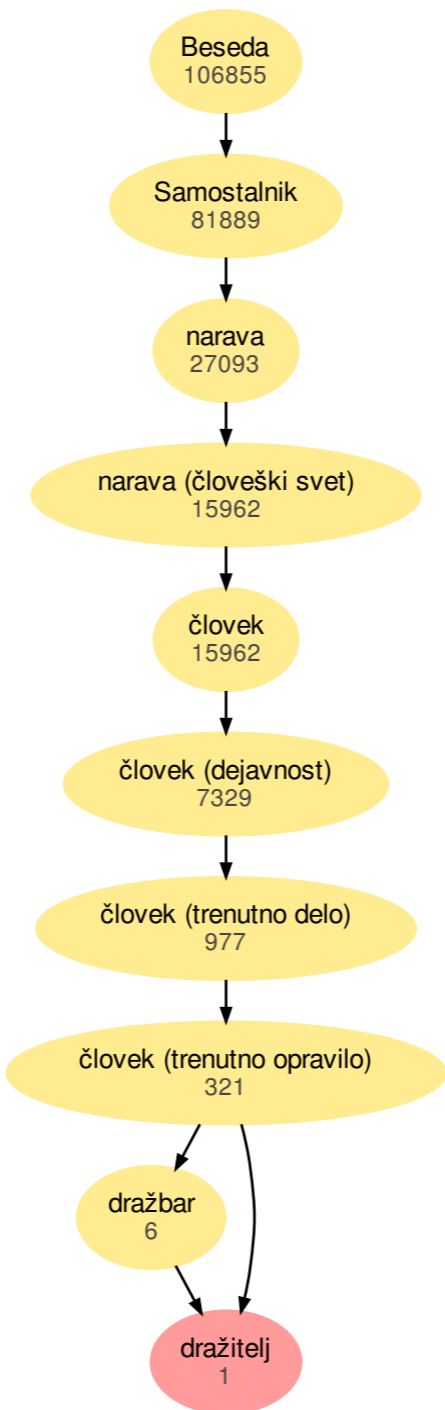 Beseda
106855
Samostalnik
81889
narava
27093
narava (človeški svet)
15962
človek
15962
človek (dejavnost)
7329
človek (trenutno delo)
977
človek (trenutno opravilo)
321
dražbar
6
dražitelj
1